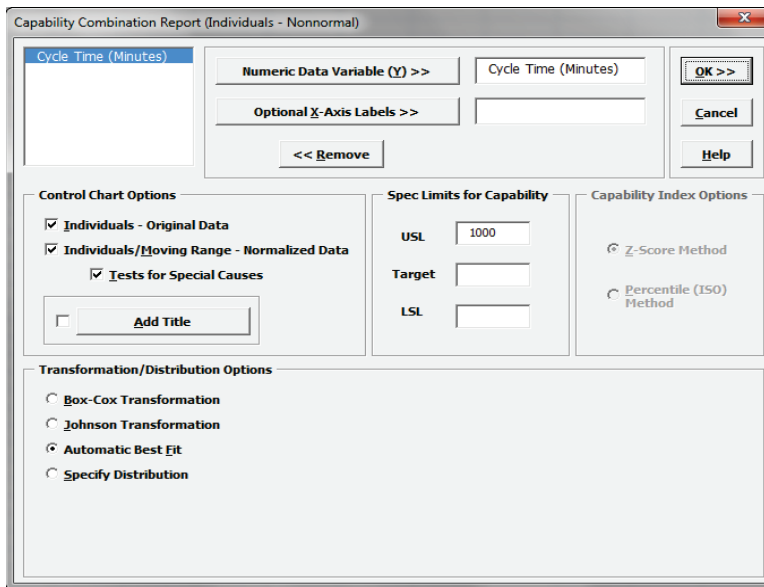 Capability Combination Report (Individuals - Nonnormal)
Cycle Time (Minutes)
Numeric Data Variable (Y) >>
Cycle Time (Minutes)
OK >>
Optional X-Axis Labels >>
Cancel
<< Remove
Help
Control Chart Options
Individuals - Original Data
Individuals/Moving Range - Normalized Data
Tests for Special Causes
Add Title
Spec Limits for Capability
USL
1000
Target
LSL
Capability Index Options
Z-Score Method
Percentile (ISO)
Method
Transformation/Distribution Options
Box-Cox Transformation
Johnson Transformation
Automatic Best Fit
Specify Distribution